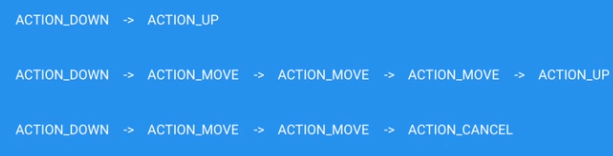 ACTION_DOWN -> ACTION_UP
ACTION_DOWN -> ACTION_MOVE -> ACTION_MOVE -> ACTION_MOVE -> ACTION_UP
ACTION_DOWN -> ACTION_MOVE -> ACTION_MOVE -> ACTION_CANCEL